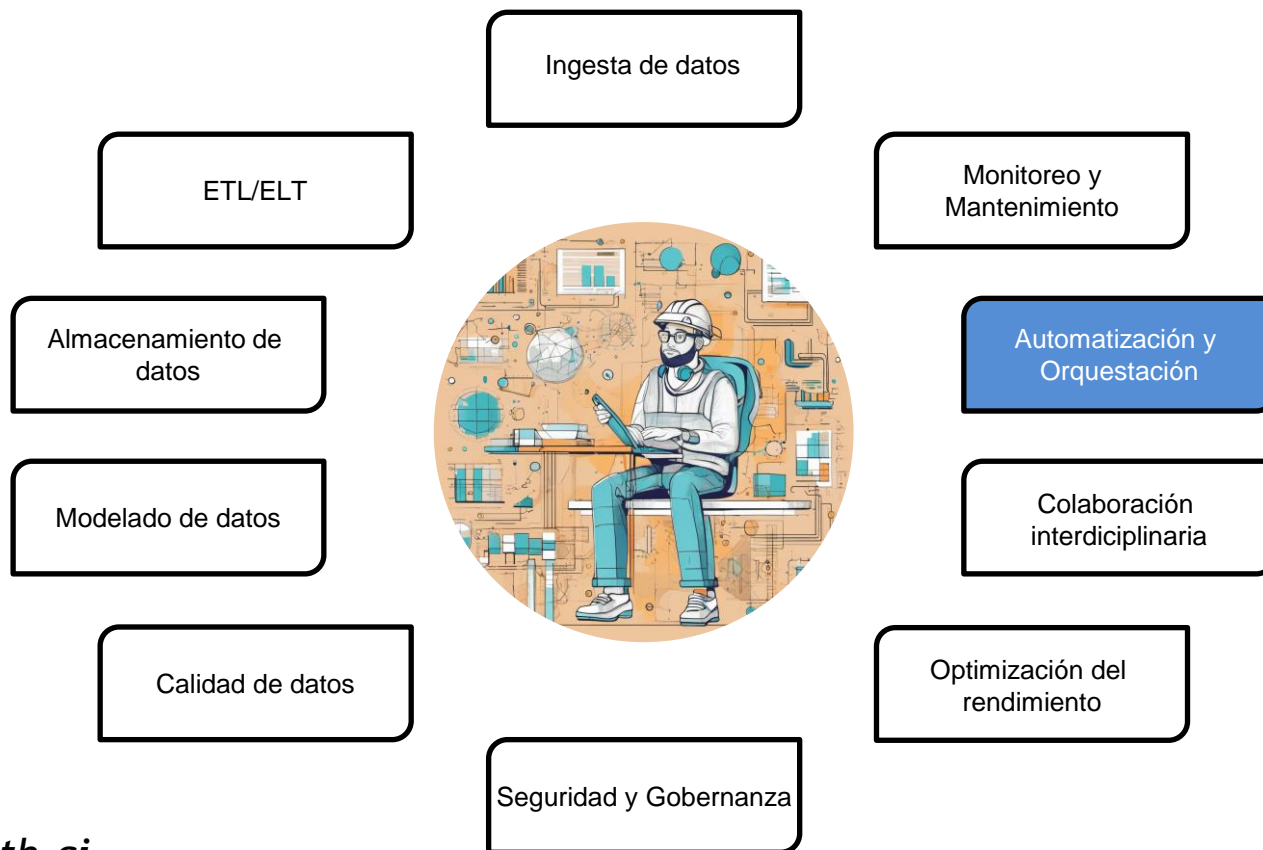 Ingesta de datos
ETL/ELT
Monitoreo y
Mantenimiento
Almacenamiento de
datos
Automatización y
Orquestación
Modelado de datos
Colaboración
interdiciplinaria
Calidad de datos
Optimización del
rendimiento
Seguridad y Gobernanza